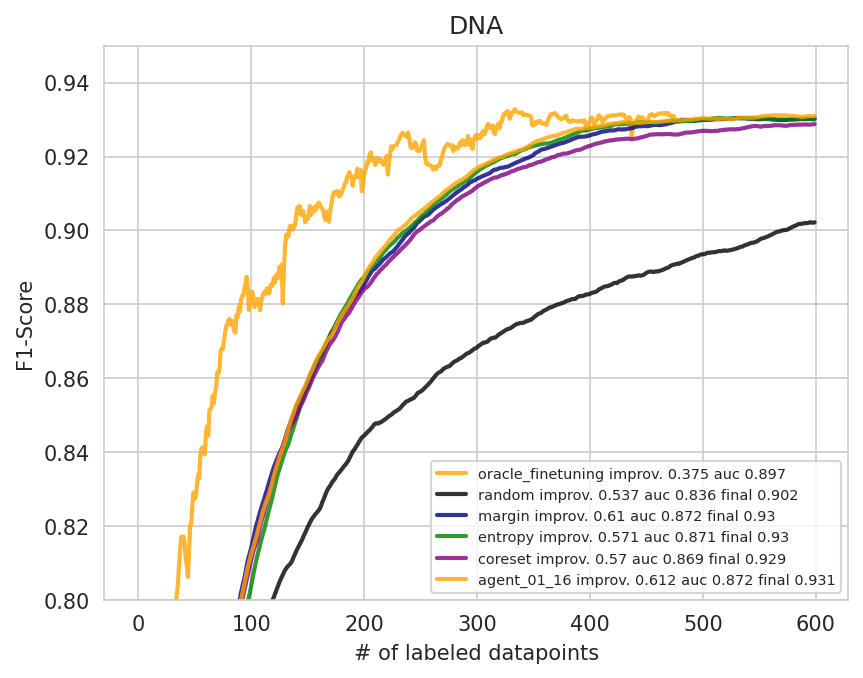 DNA
F1-Score
0.94
0.92
0.90
0.88
0.86
0.84
0.82
0.80
oracle_finetuning improv. 0.375 auc 0.897
random improv. 0.537 auc 0.836 final 0.902
margin improv. 0.61 auc 0.872 final 0.93
entropy improv. 0.571 auc 0.871 final 0.93
coreset improv. 0.57 auc 0.869 final 0.929
agent_01_16 improv. 0.612 auc 0.872 final 0.931
0 100 200 300 400 500 600
# of labeled datapoints